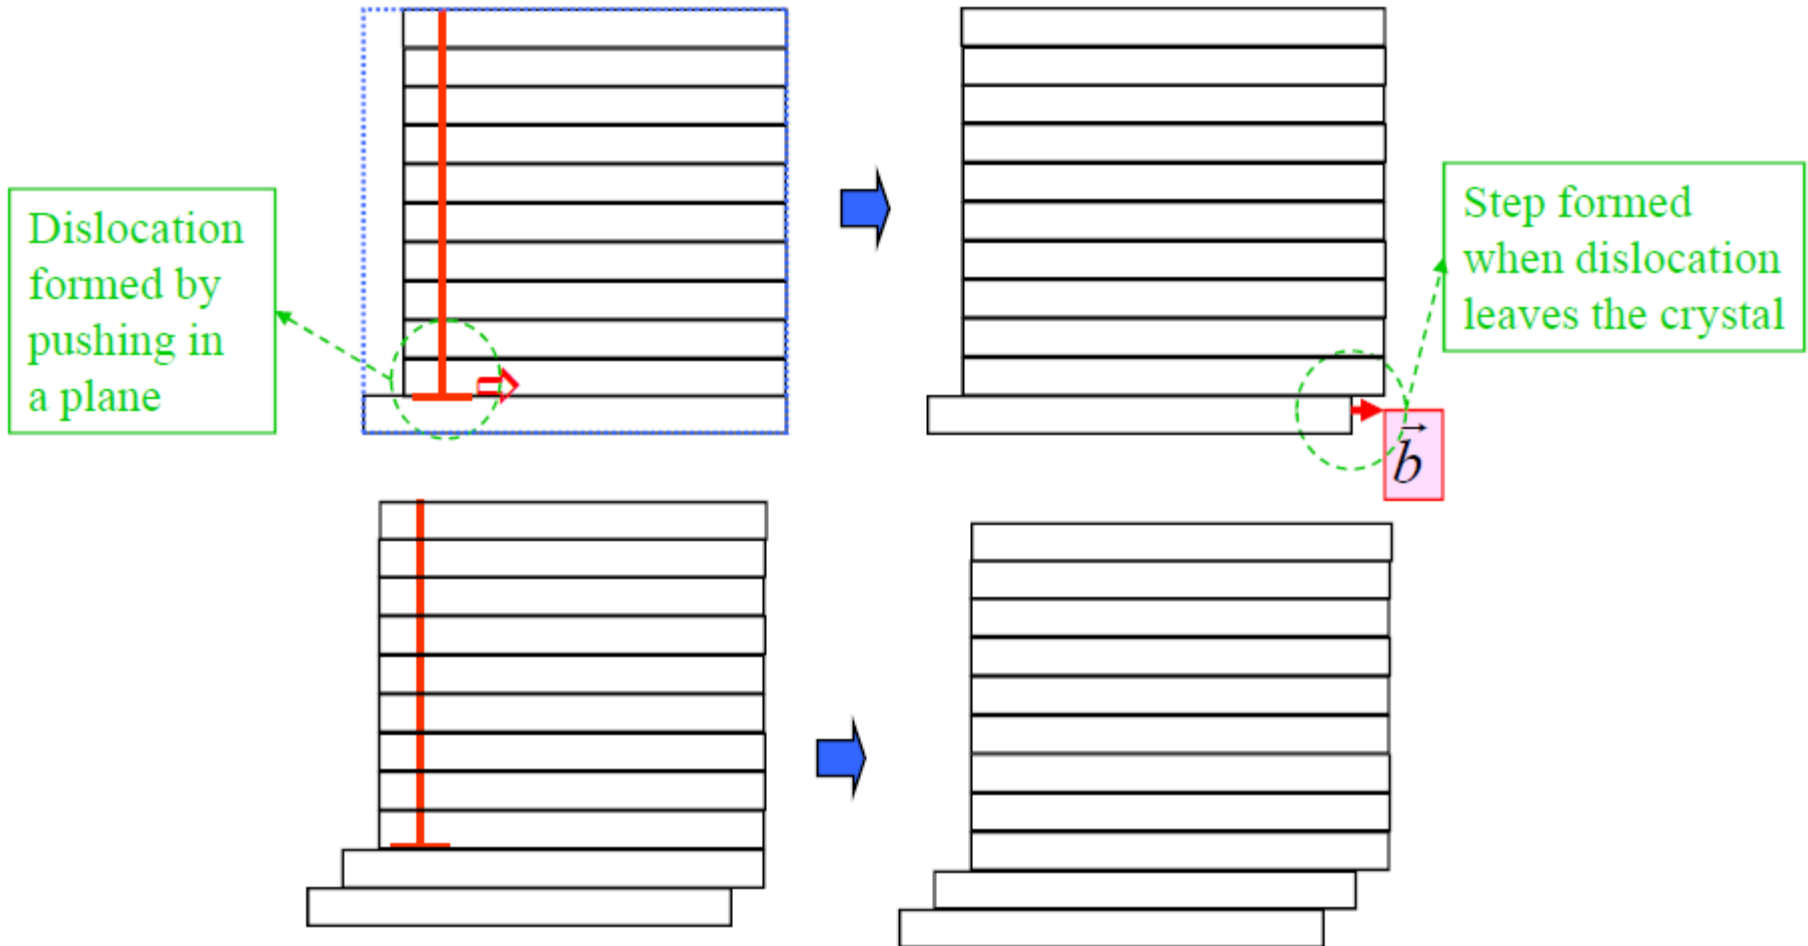 Dislocation
formed by
pushing in
a plane
Step formed
when dislocation
leaves the crystal
b⃗